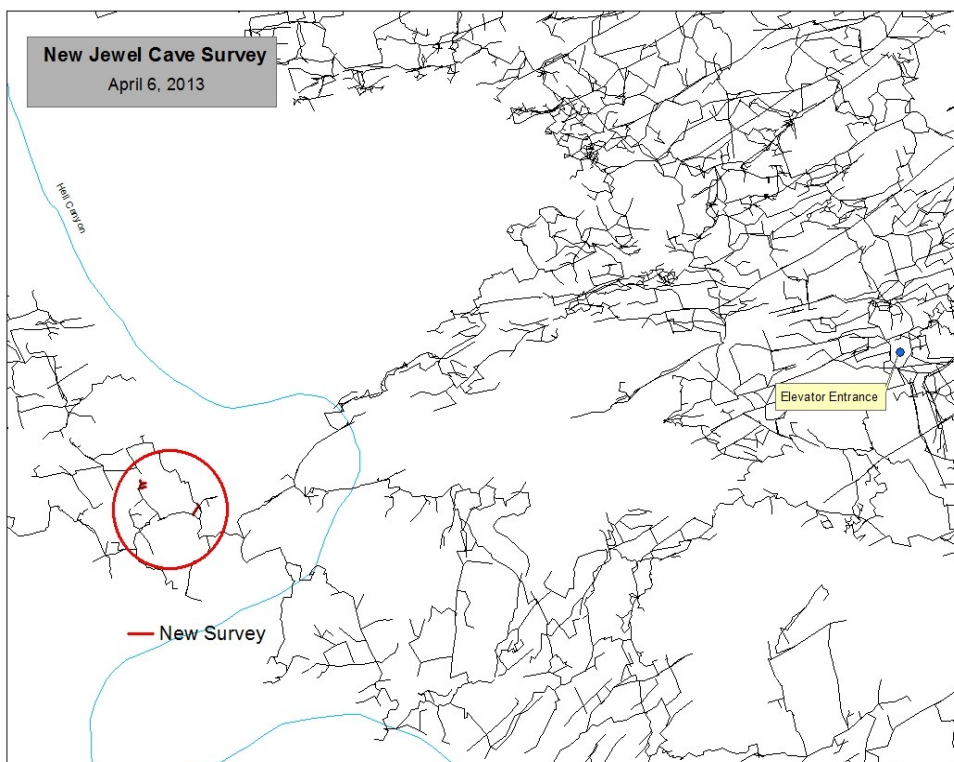 New Jewel Cave Survey
April 6, 2013
Hell Canyon
Elevator Entrance
New Survey